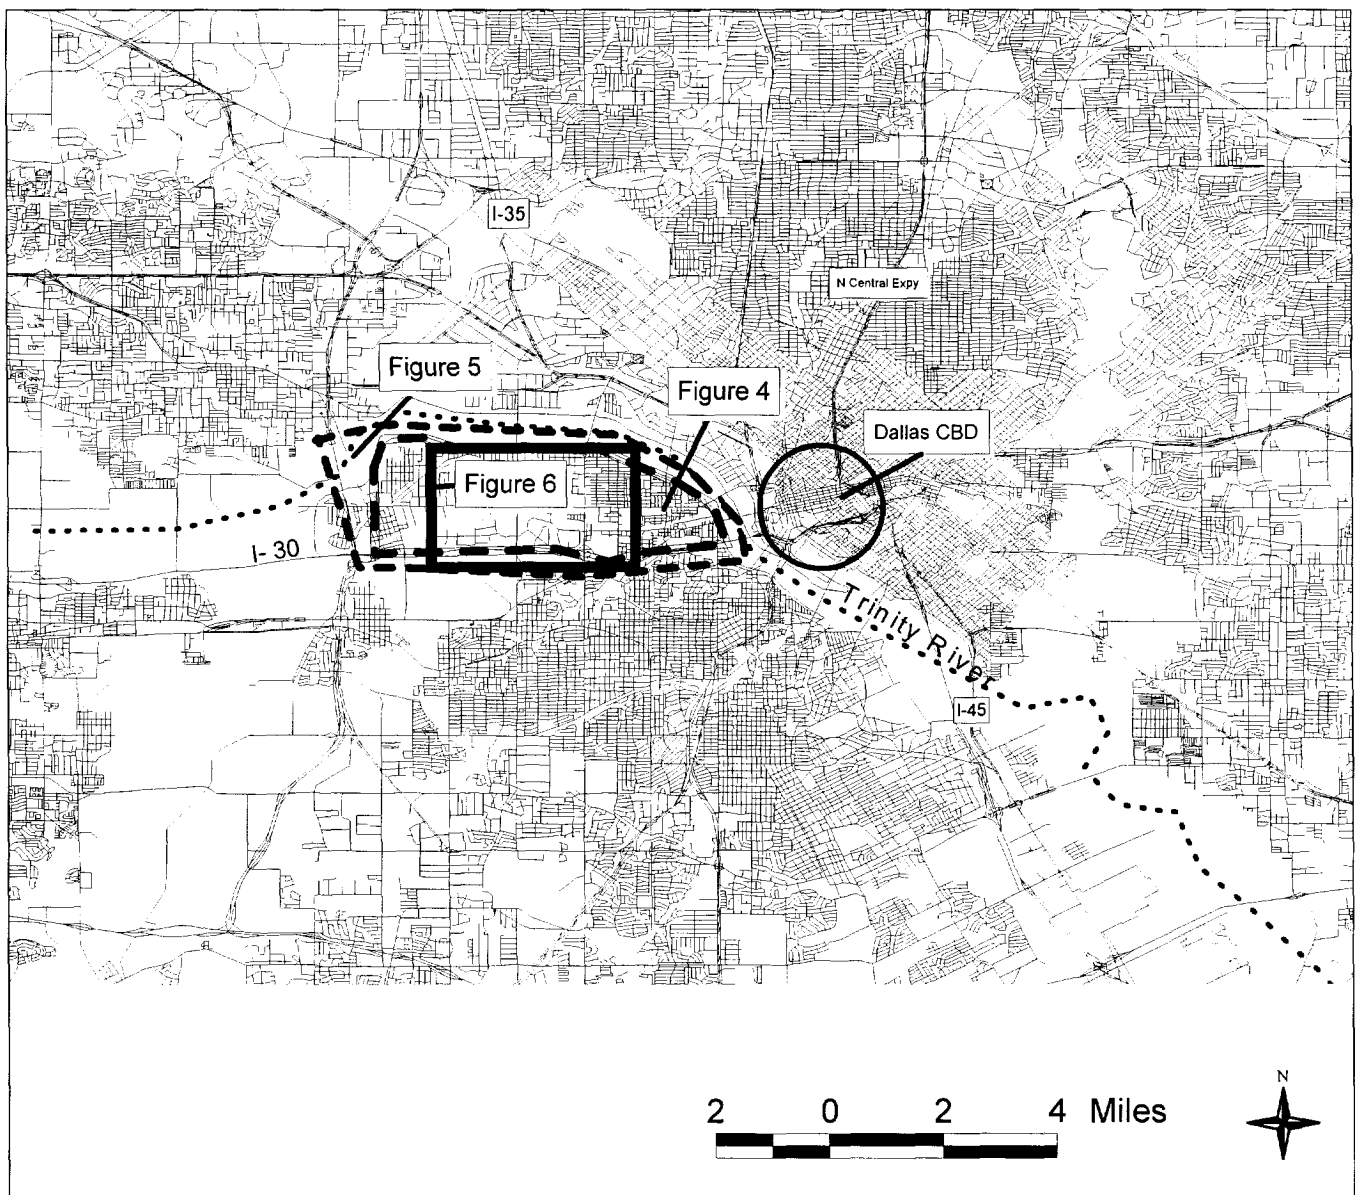 I-35
N Central Expy
Figure 5
Figure 4
Dallas CBD
Figure 6
I- 30
Trinity River
I-45
N
2 0 2 4 Miles